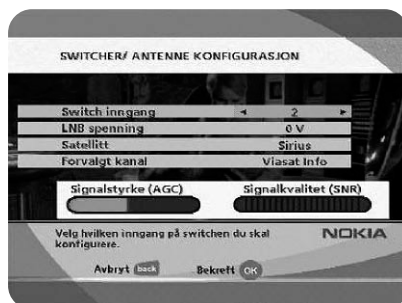 SWITCHER/ ANTENNE KONFIGURASJON
Switch inngang 2
LNB spenning 0 V
Satellitt Sirius
Forvalgt kanal Viasat Info
Signalstyrke (AGC) Signalkvalitet (SNR)
Velg hvilken inngang på switchen du skal
konfigurere.
NOKIA
Avbryt back Bekreft OK